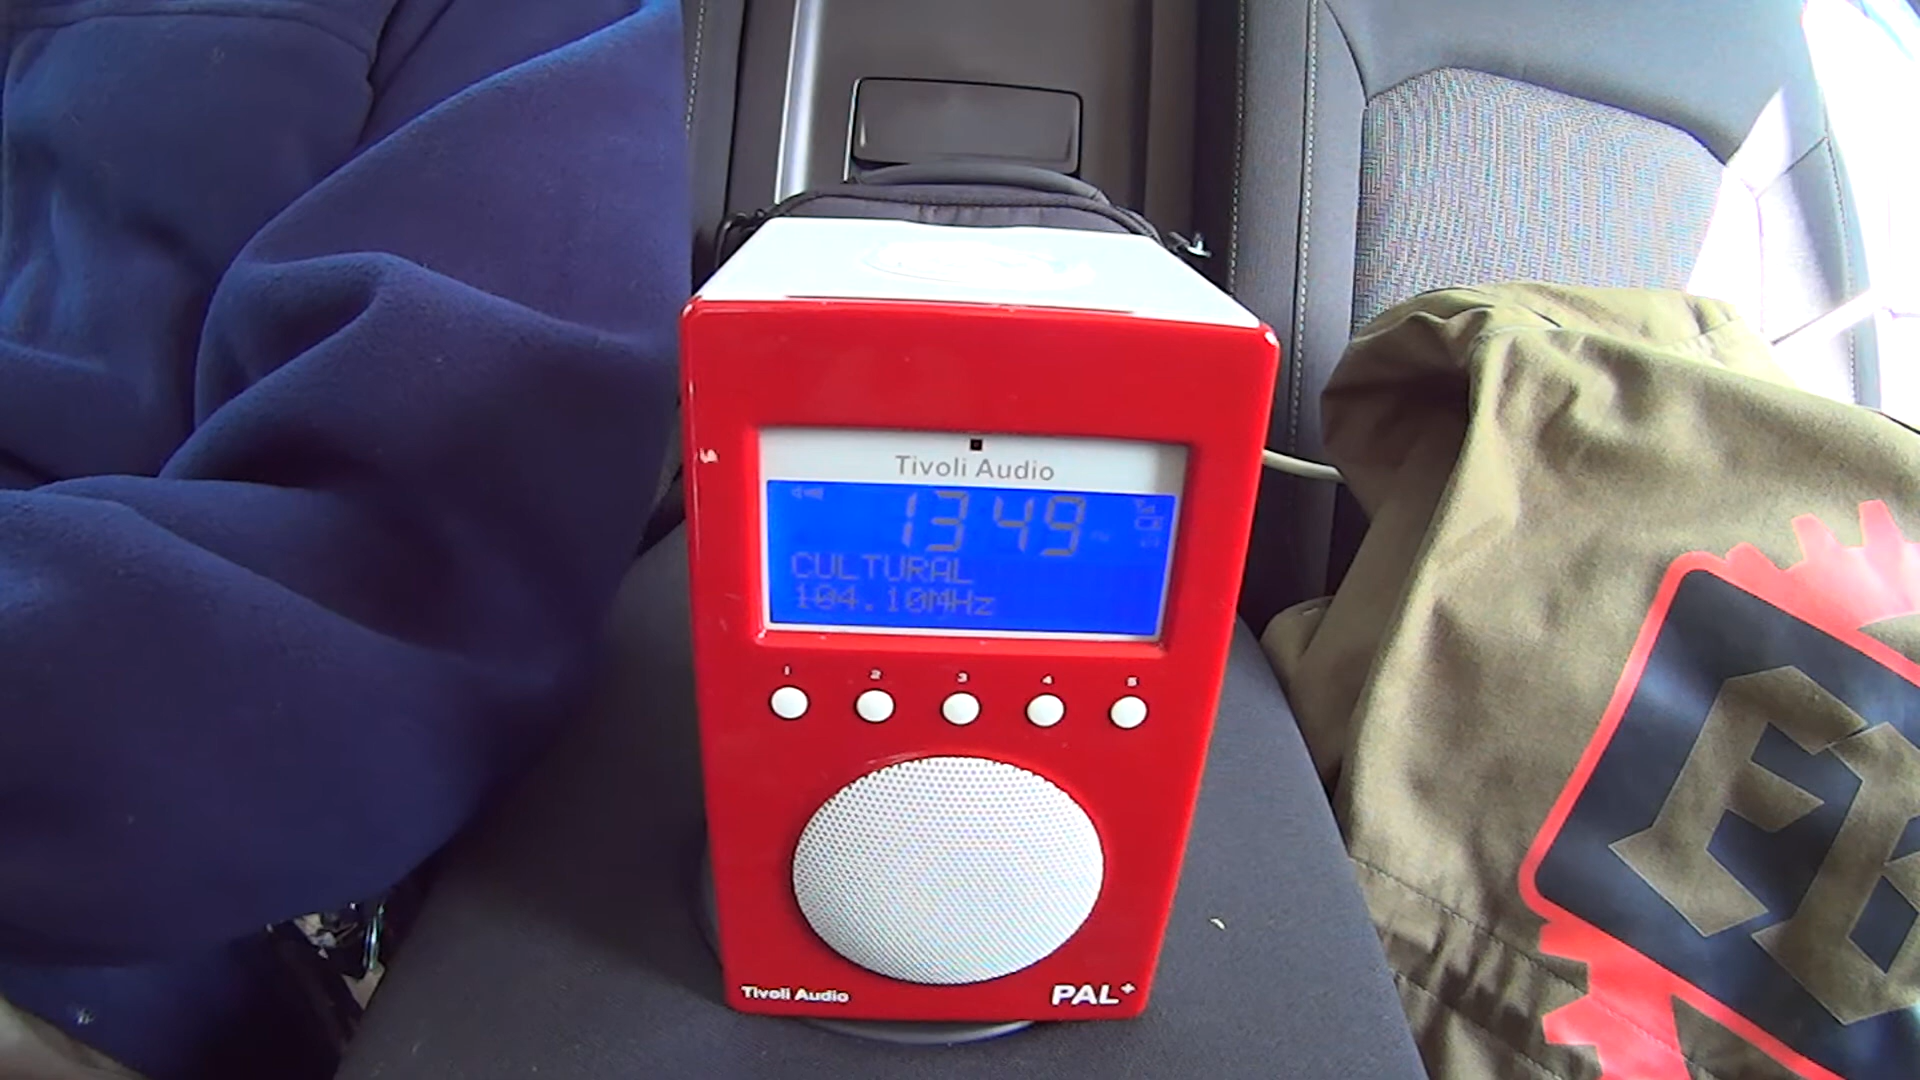 Tivoli Audio
13 49
CULTURAL
104.10MHz
1 2 3 4 5
Tivoli Audio PAL+